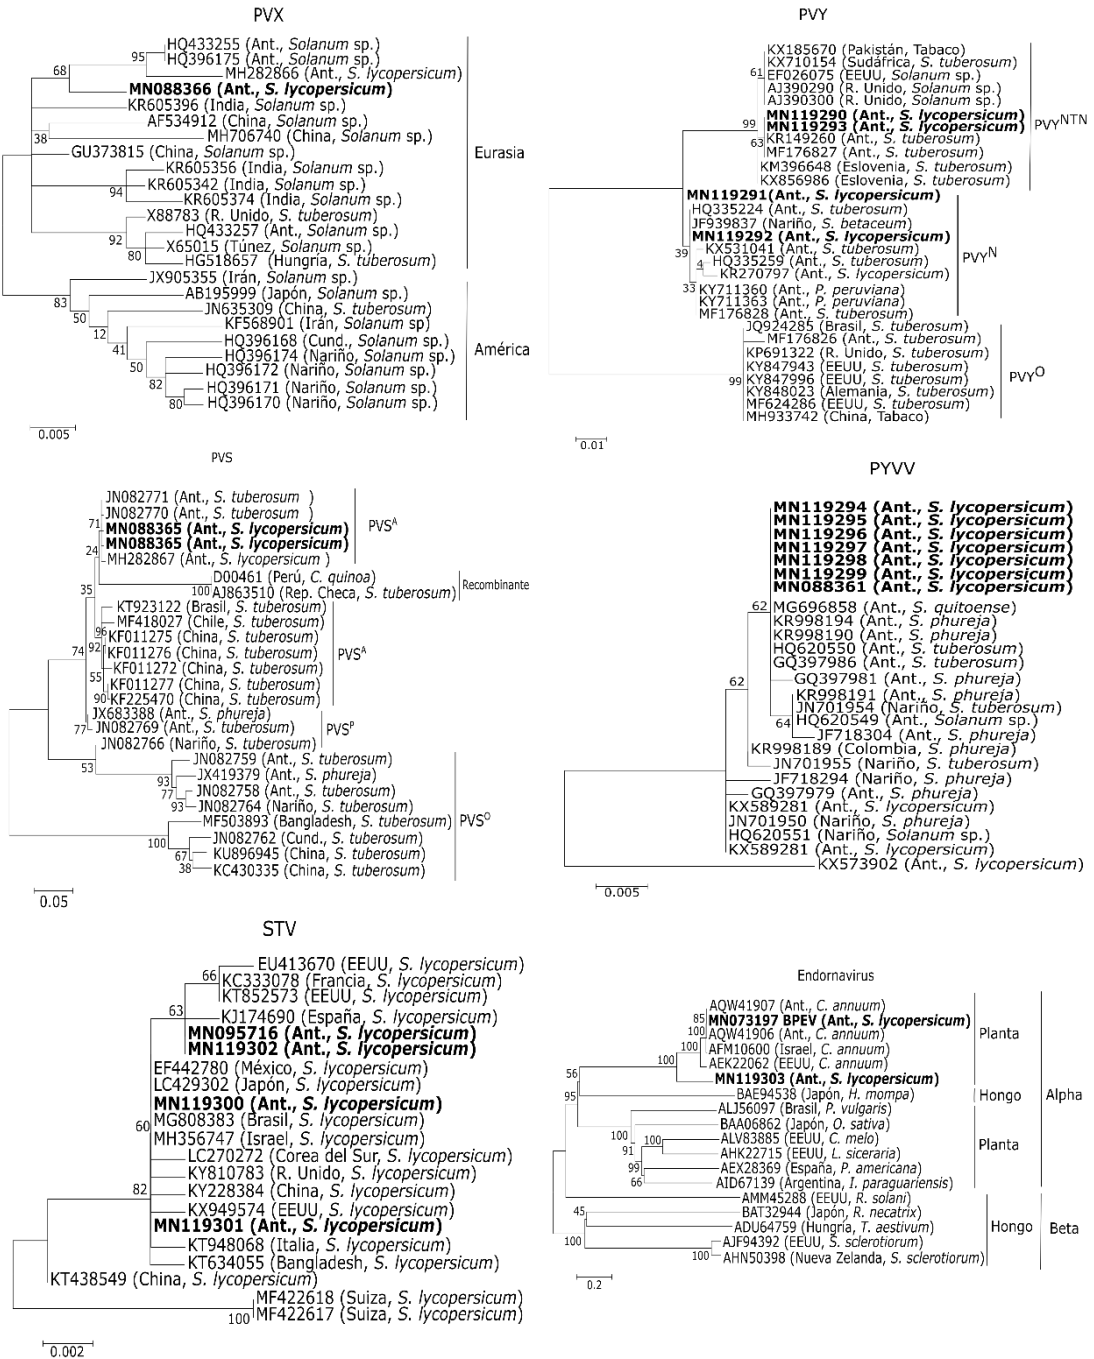 PVX
HQ433255 (Ant., Solanum sp.)
95
HQ396175 (Ant., Solanum sp.)
68
MH282866 (Ant., S. lycopersicum)
MN088366 (Ant., S. lycopersicum)
KR605396 (India, Solanum sp.)
AF534912 (China, Solanum sp.)
38
MH706740 (China, Solanum sp.)
GU373815 (China, Solanum sp.)
Eurasia
KR605356 (India, Solanum sp.)
94
KR605342 (India, Solanum sp.)
KR605374 (India, Solanum sp.)
X88783 (R. Unido, S. tuberosum)
HQ433257 (Ant., Solanum sp.)
92
X65015 (Túnez, Solanum sp.)
80
HG518657 (Hungría, S. tuberosum)
JX905355 (Irán, Solanum sp.)
83
AB195999 (Japón, Solanum sp.)
50
JN635309 (China, S. tuberosum)
12
KF568901 (Irán, Solanum sp)
41
HQ396168 (Cund., Solanum sp.)
América
50
HQ396174 (Nariño, Solanum sp.)
HQ396172 (Nariño, Solanum sp.)
82
HQ396171 (Nariño, Solanum sp.)
80
HQ396170 (Nariño, Solanum sp.)
0.005
PVY
KX185670 (Pakistán, Tabaco)
KX710154 (Sudáfrica, S. tuberosum)
61
EF026075 (EEUU, Solanum sp.)
AJ390290 (R. Unido, Solanum sp.)
AJ390300 (R. Unido, Solanum sp.)
MN119290 (Ant., S. lycopersicum)
99
MN119293 (Ant., S. lycopersicum)
PVY^NTN
63
KR149260 (Ant., S. tuberosum)
MF176827 (Ant., S. tuberosum)
KM396648 (Eslovenia, S. tuberosum)
KX856986 (Eslovenia, S. tuberosum)
MN119291(Ant., S. lycopersicum)
HQ335224 (Ant., S. tuberosum)
JF939837 (Nariño, S. betaceum)
MN119292 (Ant., S. lycopersicum)
39
KX531041 (Ant., S. tuberosum)
PVY^N
4
HQ335259 (Ant., S. tuberosum)
KR270797 (Ant., S. lycopersicum)
33
KY711360 (Ant., P. peruviana)
KY711363 (Ant., P. peruviana)
MF176828 (Ant., S. tuberosum)
JQ924285 (Brasil, S. tuberosum)
MF176826 (Ant., S. tuberosum)
KP691322 (R. Unido, S. tuberosum)
KY847943 (EEUU, S. tuberosum)
99
KY847996 (EEUU, S. tuberosum)
PVY^O
KY848023 (Alemania, S. tuberosum)
MF624286 (EEUU, S. tuberosum)
MH933742 (China, Tabaco)
0.01
PVS
JN082771 (Ant., S. tuberosum )
JN082770 (Ant., S. tuberosum )
71
MN088365 (Ant., S. lycopersicum)
PVS^A
MN088365 (Ant., S. lycopersicum)
24
MH282867 (Ant., S. lycopersicum )
D00461 (Perú, C. quinoa)
Recombinante
35
100
AJ863510 (Rep. Checa, S. tuberosum)
KT923122 (Brasil, S. tuberosum)
MF418027 (Chile, S. tuberosum)
96
KF011275 (China, S. tuberosum)
92
KF011276 (China, S. tuberosum)
PVS^A
74
KF011272 (China, S. tuberosum)
55
KF011277 (China, S. tuberosum)
90
KF225470 (China, S. tuberosum)
JX683388 (Ant., S. phureja)
77
JN082769 (Ant., S. tuberosum)
PVS^P
JN082766 (Nariño, S. tuberosum)
53
JN082759 (Ant., S. tuberosum)
93
JX419379 (Ant., S. phureja)
77
JN082758 (Ant., S. tuberosum)
93
JN082764 (Nariño, S. tuberosum)
MF503893 (Bangladesh, S. tuberosum)
PVS^O
100
JN082762 (Cund., S. tuberosum)
67
KU896945 (China, S. tuberosum)
38
KC430335 (China, S. tuberosum)
0.05
PYVV
MN119294 (Ant., S. lycopersicum)
MN119295 (Ant., S. lycopersicum)
MN119296 (Ant., S. lycopersicum)
MN119297 (Ant., S. lycopersicum)
MN119298 (Ant., S. lycopersicum)
MN119299 (Ant., S. lycopersicum)
MN088361 (Ant., S. lycopersicum)
62
MG696858 (Ant., S. quitoense)
KR998194 (Ant., S. phureja)
KR998190 (Ant., S. phureja)
HQ620550 (Ant., S. tuberosum)
GQ397986 (Ant., S. tuberosum)
62
GQ397981 (Ant., S. phureja)
KR998191 (Ant., S. phureja)
JN701954 (Nariño, S. tuberosum)
64
HQ620549 (Ant., Solanum sp.)
JF718304 (Ant., S. phureja)
KR998189 (Colombia, S. phureja)
JN701955 (Nariño, S. tuberosum)
JF718294 (Nariño, S. phureja)
GQ397979 (Ant., S. phureja)
KX589281 (Ant., S. lycopersicum)
JN701950 (Nariño, S. phureja)
HQ620551 (Nariño, Solanum sp.)
KX589281 (Ant., S. lycopersicum)
KX573902 (Ant., S. lycopersicum)
0.005
STV
EU413670 (EEUU, S. lycopersicum)
66
KC333078 (Francia, S. lycopersicum)
KT852573 (EEUU, S. lycopersicum)
63
KJ174690 (España, S. lycopersicum)
MN095716 (Ant., S. lycopersicum)
MN119302 (Ant., S. lycopersicum)
EF442780 (México, S. lycopersicum)
LC429302 (Japón, S. lycopersicum)
MN119300 (Ant., S. lycopersicum)
60
MG808383 (Brasil, S. lycopersicum)
MH356747 (Israel, S. lycopersicum)
LC270272 (Corea del Sur, S. lycopersicum)
KY810783 (R. Unido, S. lycopersicum)
82
KY228384 (China, S. lycopersicum)
KX949574 (EEUU, S. lycopersicum)
MN119301 (Ant., S. lycopersicum)
KT948068 (Italia, S. lycopersicum)
KT634055 (Bangladesh, S. lycopersicum)
KT438549 (China, S. lycopersicum)
MF422618 (Suiza, S. lycopersicum)
100
MF422617 (Suiza, S. lycopersicum)
0.002
Endornavirus
AQW41907 (Ant., C. annuum)
85
MN073197 BPEV (Ant., S. lycopersicum)
100
AQW41906 (Ant., C. annuum)
Planta
100
AFM10600 (Israel, C. annuum)
100
AEK22062 (EEUU, C. annuum)
56
MN119303 (Ant., S. lycopersicum)
95
BAE94538 (Japón, H. mompa)
Hongo
Alpha
ALJ56097 (Brasil, P. vulgaris)
BAA06862 (Japón, O. sativa)
100
ALV83885 (EEUU, C. melo)
100
Planta
91
AHK22715 (EEUU, L. siceraria)
99
AEX28369 (España, P. americana)
66
AID67139 (Argentina, I. paraguariensis)
AMM45288 (EEUU, R. solani)
45
BAT32944 (Japón, R. necatrix)
ADU64759 (Hungría, T. aestivum)
Hongo
Beta
100
AJF94392 (EEUU, S. sclerotiorum)
100
AHN50398 (Nueva Zelanda, S. sclerotiorum)
0.2